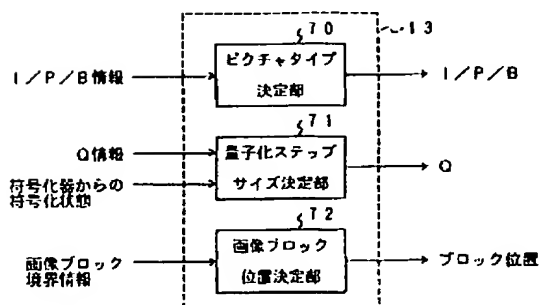 70
13
I/P/B情報
ピクチャタイプ
決定部
I/P/B
71
Q情報
符号化器からの
符号化状態
量子化ステップ
サイズ決定部
Q
72
画像ブロック
境界情報
画像ブロック
位置決定部
ブロック位置